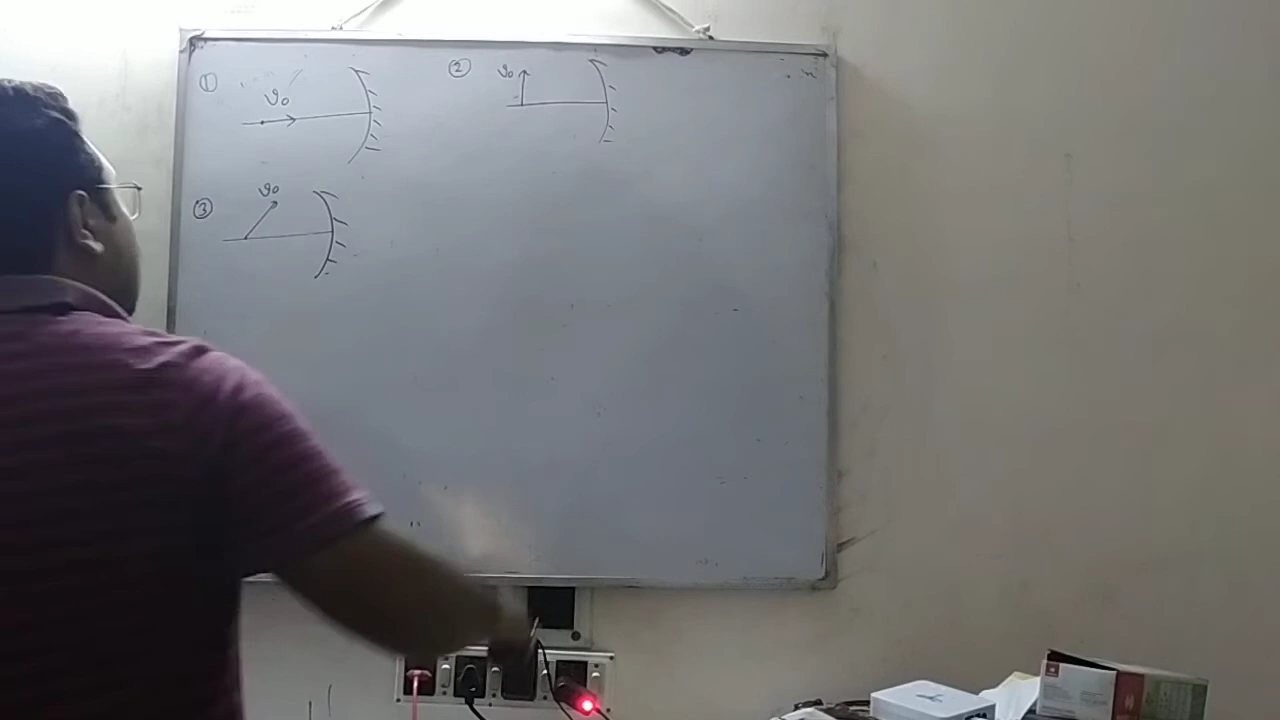 ①
v₀
②
v₀
③
v₀